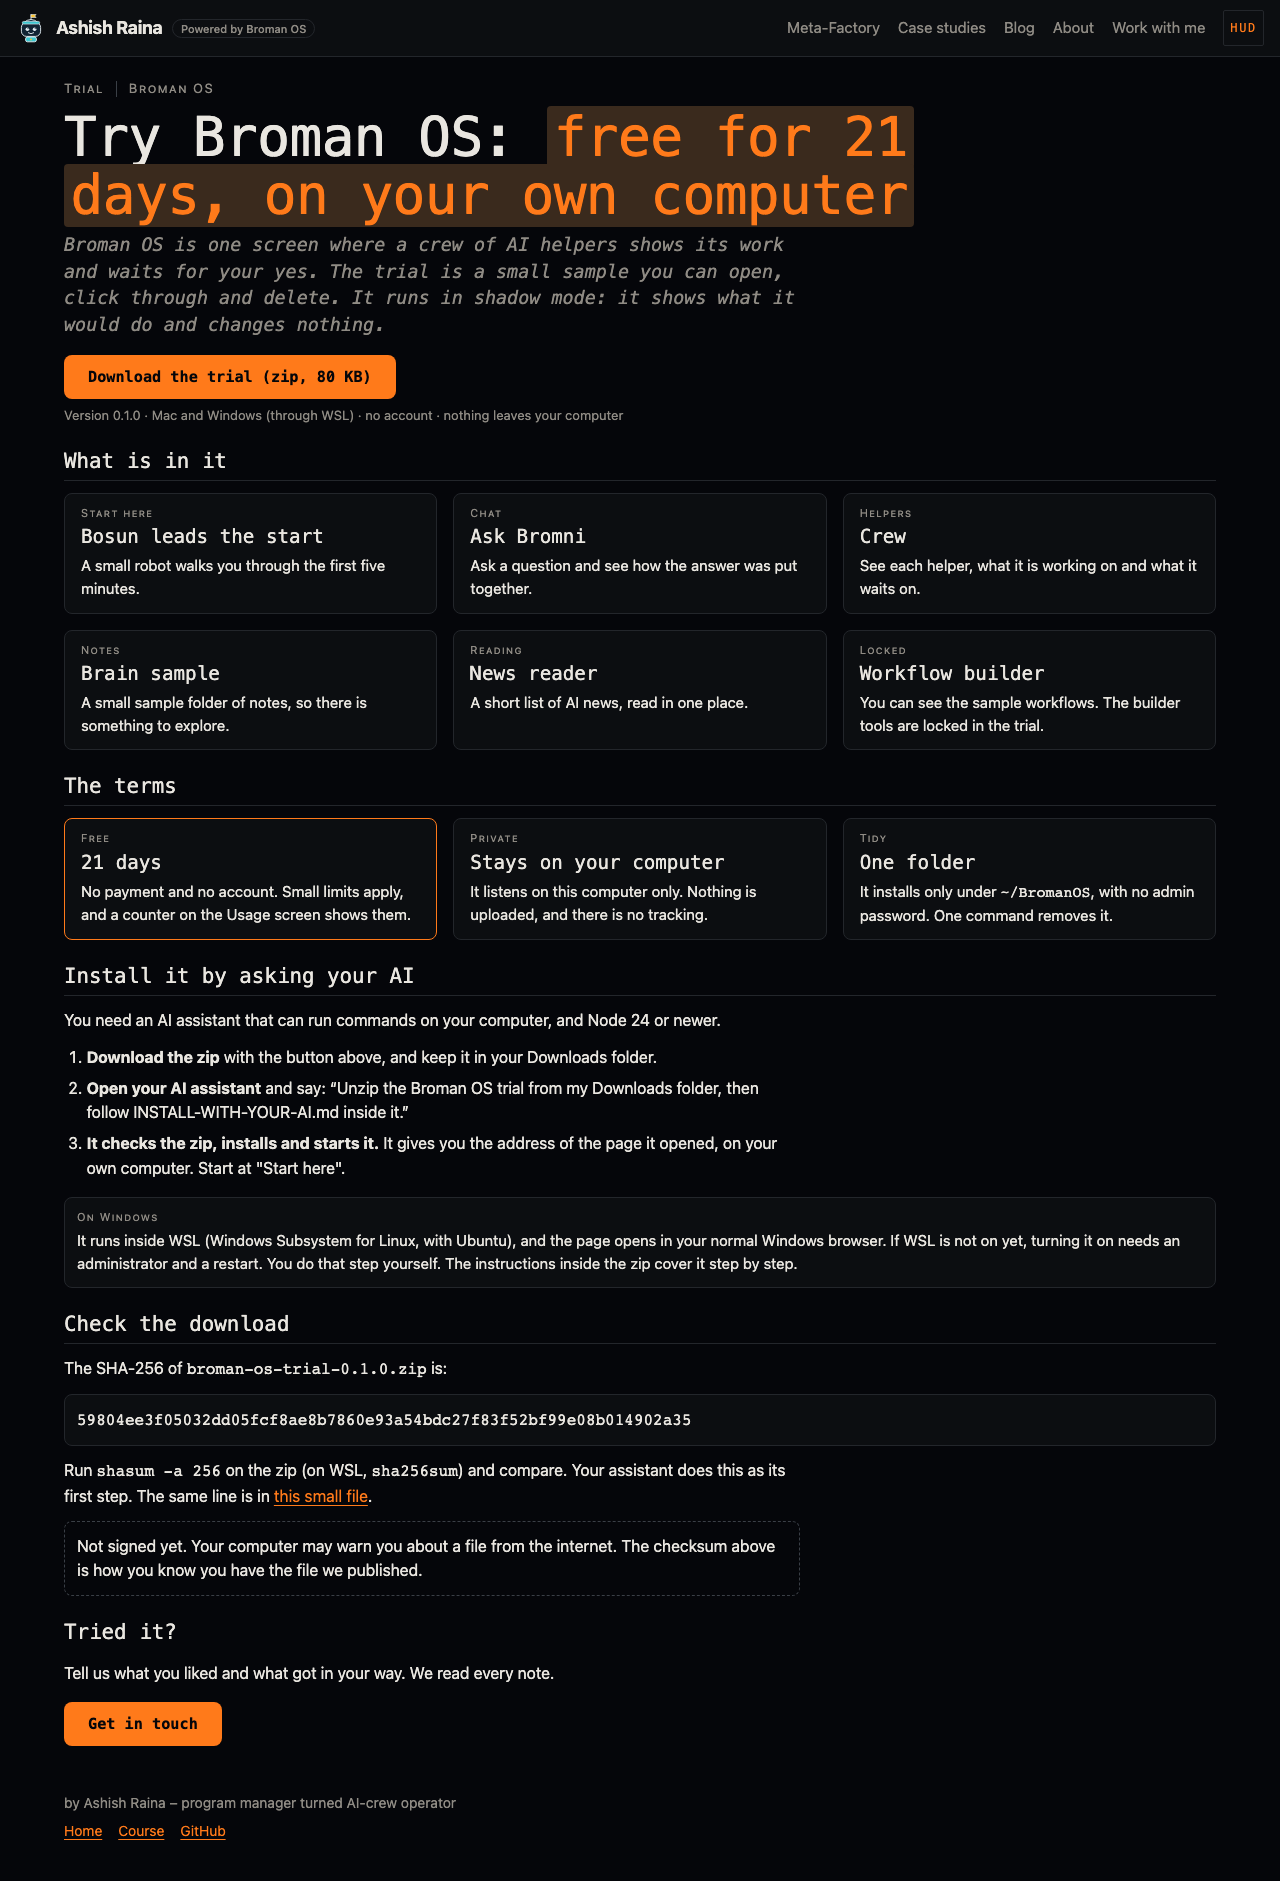 Ashish Raina
Powered by Broman OS
Meta-Factory
Case studies
Blog
About
Work with me
HUD
Trial
Broman OS
Try Broman OS: free for 21
days, on your own computer
Broman OS is one screen where a crew of AI helpers shows its work
and waits for your yes. The trial is a small sample you can open,
click through and delete. It runs in shadow mode: it shows what it
would do and changes nothing.
Download the trial (zip, 80 KB)
Version 0.1.0 · Mac and Windows (through WSL) · no account · nothing leaves your computer
What is in it
Start here
Bosun leads the start
A small robot walks you through the first five
minutes.
Chat
Ask Bromni
Ask a question and see how the answer was put
together.
Helpers
Crew
See each helper, what it is working on and what it
waits on.
Notes
Brain sample
A small sample folder of notes, so there is
something to explore.
Reading
News reader
A short list of AI news, read in one place.
Locked
Workflow builder
You can see the sample workflows. The builder
tools are locked in the trial.
The terms
Free
21 days
No payment and no account. Small limits apply,
and a counter on the Usage screen shows them.
Private
Stays on your computer
It listens on this computer only. Nothing is
uploaded, and there is no tracking.
Tidy
One folder
It installs only under ~/BromanOS, with no admin
password. One command removes it.
Install it by asking your AI
You need an AI assistant that can run commands on your computer, and Node 24 or newer.
1. Download the zip with the button above, and keep it in your Downloads folder.
2. Open your AI assistant and say: “Unzip the Broman OS trial from my Downloads folder, then
follow INSTALL-WITH-YOUR-AI.md inside it.”
3. It checks the zip, installs and starts it. It gives you the address of the page it opened, on your
own computer. Start at "Start here".
On Windows
It runs inside WSL (Windows Subsystem for Linux, with Ubuntu), and the page opens in your normal Windows browser. If WSL is not on yet, turning it on needs an
administrator and a restart. You do that step yourself. The instructions inside the zip cover it step by step.
Check the download
The SHA-256 of broman-os-trial-0.1.0.zip is:
59804ee3f05032dd05fcf8ae8b7860e93a54bdc27f83f52bf99e08b014902a35
Run shasum -a 256 on the zip (on WSL, sha256sum) and compare. Your assistant does this as its
first step. The same line is in this small file.
Not signed yet. Your computer may warn you about a file from the internet. The checksum above
is how you know you have the file we published.
Tried it?
Tell us what you liked and what got in your way. We read every note.
Get in touch
by Ashish Raina – program manager turned AI-crew operator
Home
Course
GitHub